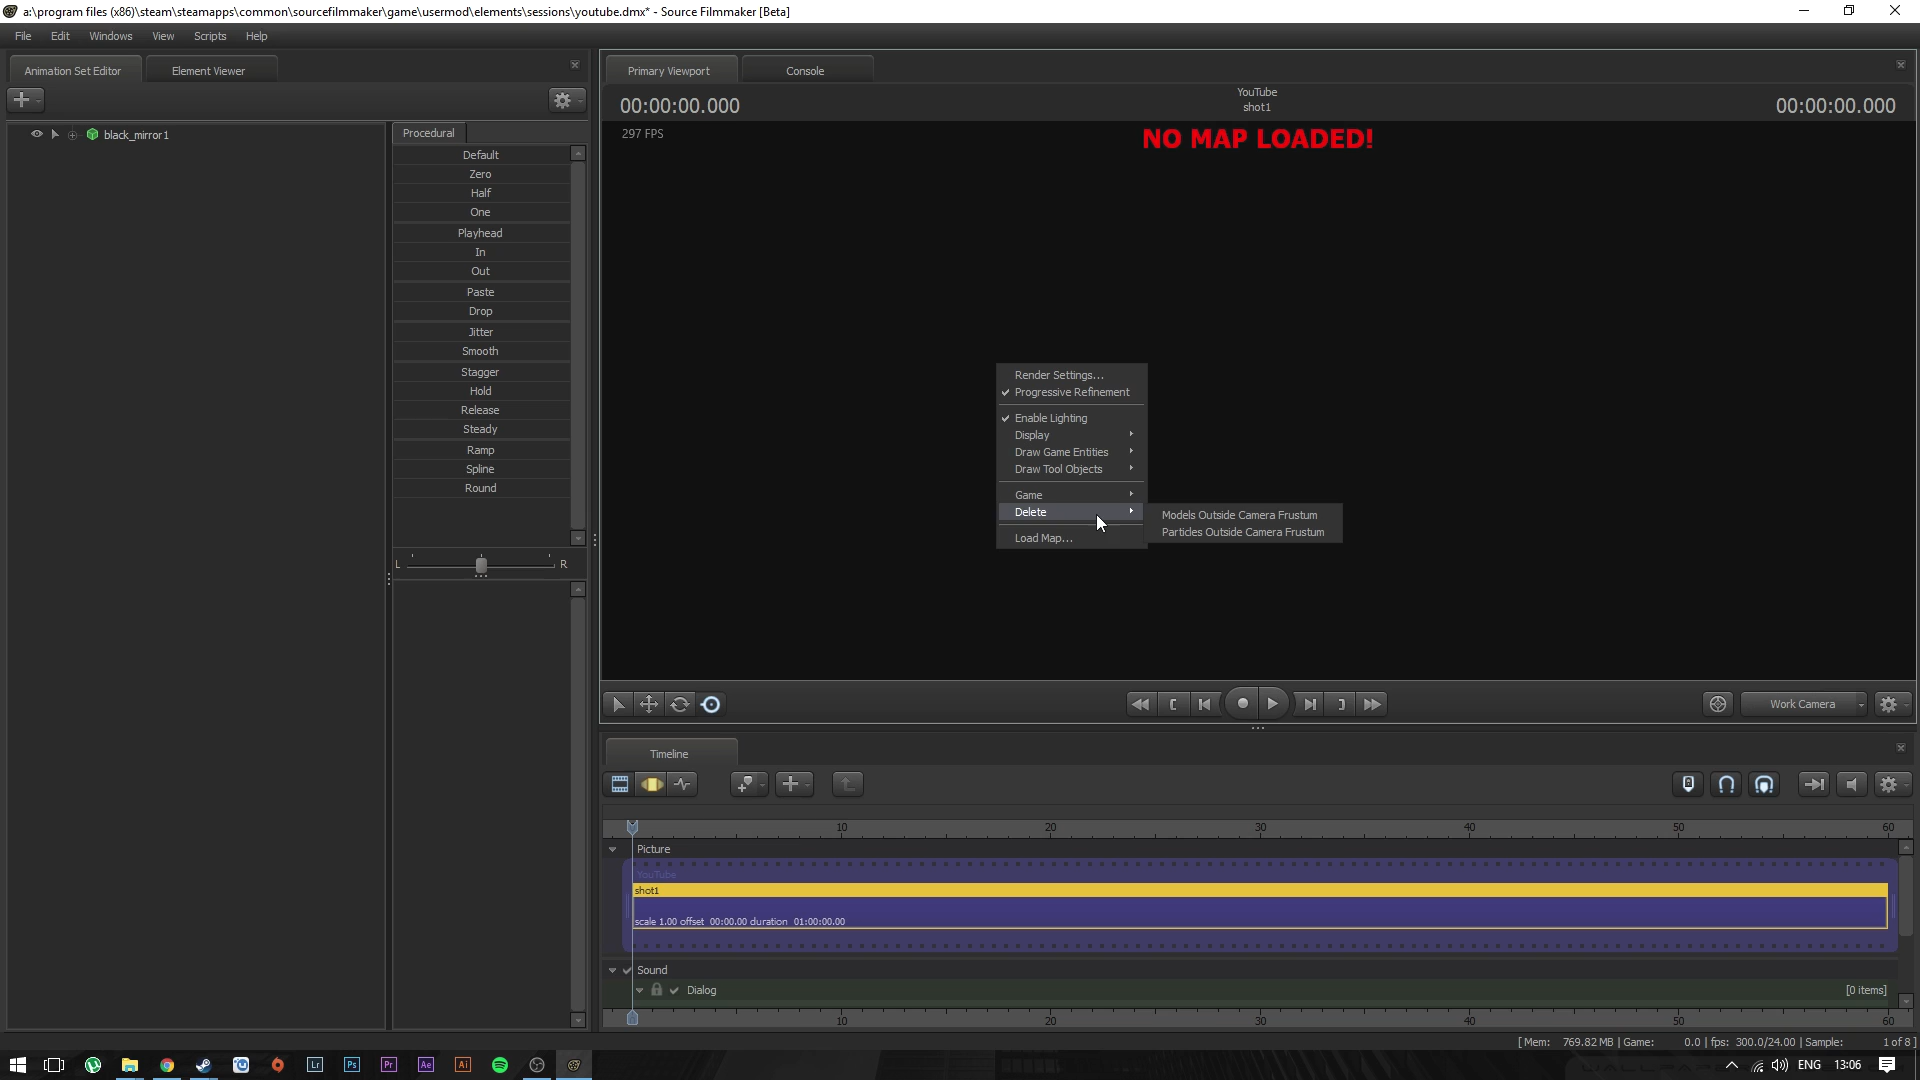 a:\program files (x86)\steam\steamapps\common\sourcefilmmaker\game\usermod\elements\sessions\youtube.dmx* - Source Filmmaker [Beta]
File Edit Windows View Scripts Help
Animation Set Editor Element Viewer
black_mirror1
Procedural
Default
Zero
Half
One
Playhead
In
Out
Paste
Drop
Jitter
Smooth
Stagger
Hold
Release
Steady
Ramp
Spline
Round
L R
Primary Viewport Console
00:00:00.000
YouTube
shot1
00:00:00.000
297 FPS
NO MAP LOADED!
Render Settings...
Progressive Refinement
Enable Lighting
Display
Draw Game Entities
Draw Tool Objects
Game
Delete
Load Map...
Models Outside Camera Frustum
Particles Outside Camera Frustum
Work Camera
Timeline
10 20 30 40 50 60
Picture
YouTube
shot1
scale 1.00 offset 00:00.00 duration 01:00:00.00
Sound
Dialog [0 items]
10 20 30 40 50 60
[ Mem: 769.82 MB | Game: 0.0 | fps: 300.0/24.00 | Sample: 1 of 8 ]
Lr Ps Pr Ae Ai
ENG 13:06